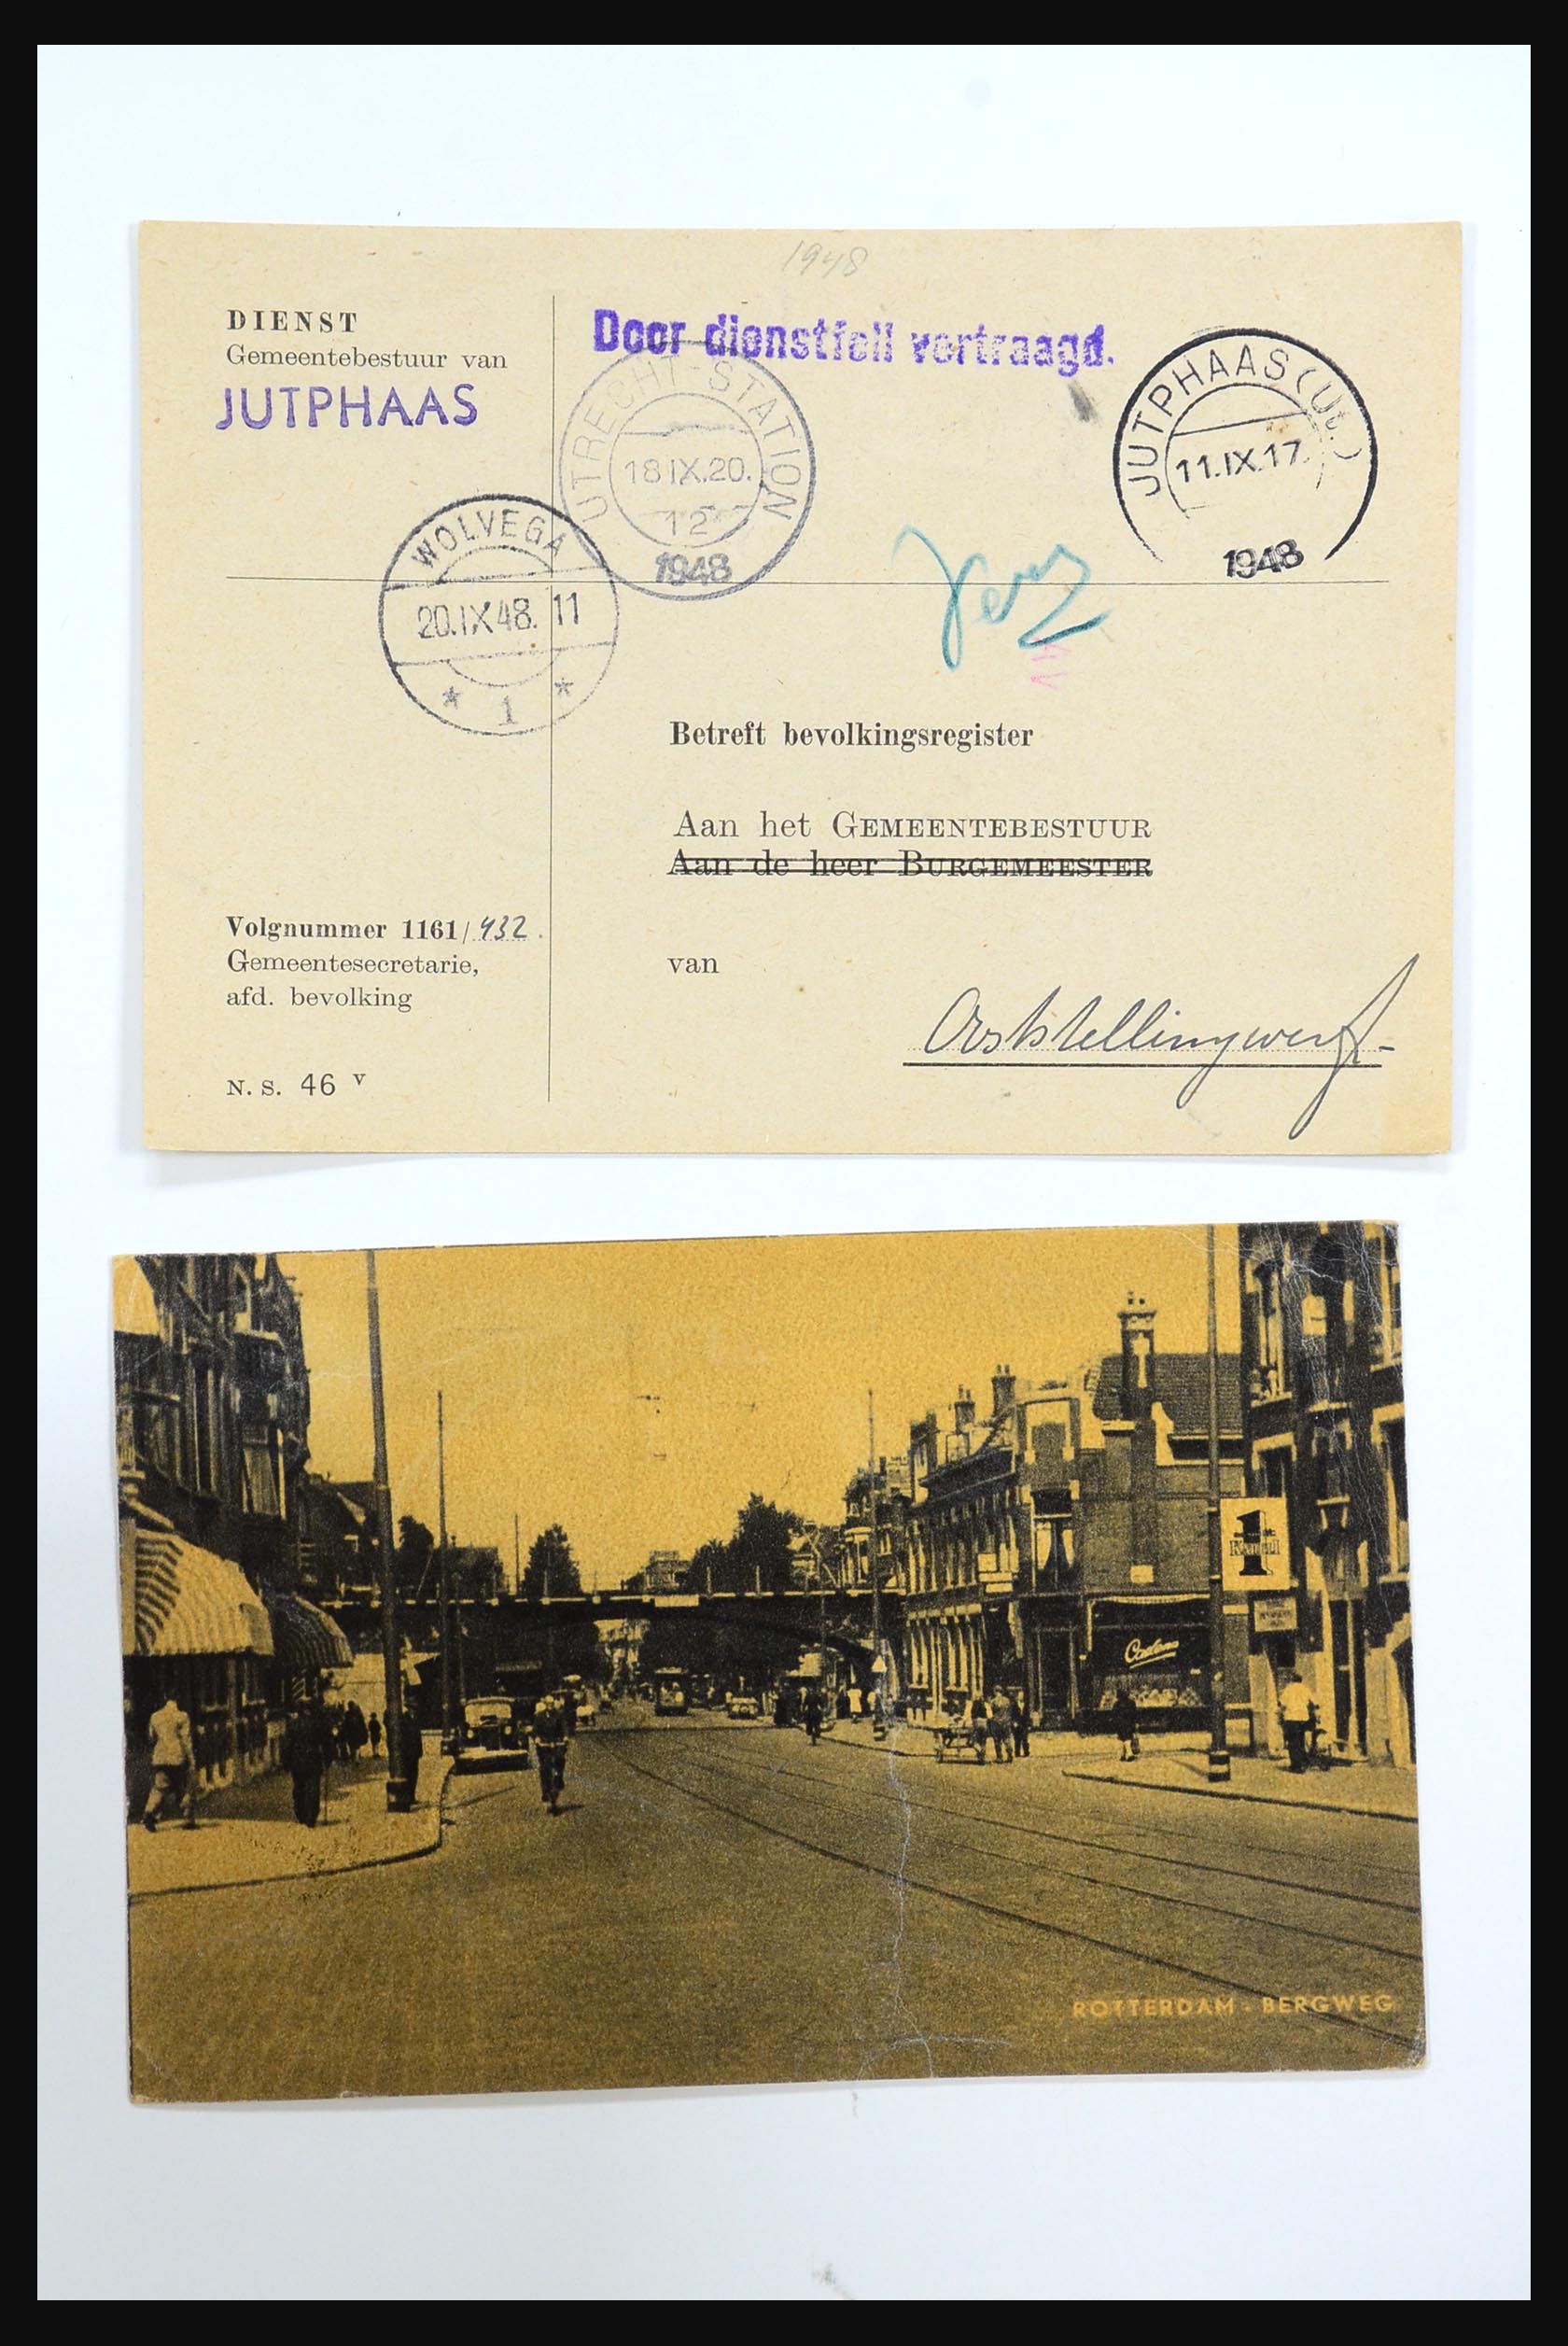 1948
DIENST
Gemeentebestuur van
JUTPHAAS
Door dienstfeil vertraagd.
UTRECHT-STATION
18 IX.20.
12
1948
JUTPHAAS (Ut.)
11.IX.17
1948
WOLVEGA
20.IX 48. 11
* 1 *
Betreft bevolkingsregister
Aan het GEMEENTEBESTUUR
Aan de heer BURGEMEESTER
Volgnummer 1161/432.
Gemeentesecretarie,
afd. bevolking
van
Ooststellingwerf
N. S. 46 v
1
ROTTERDAM - BERGWEG